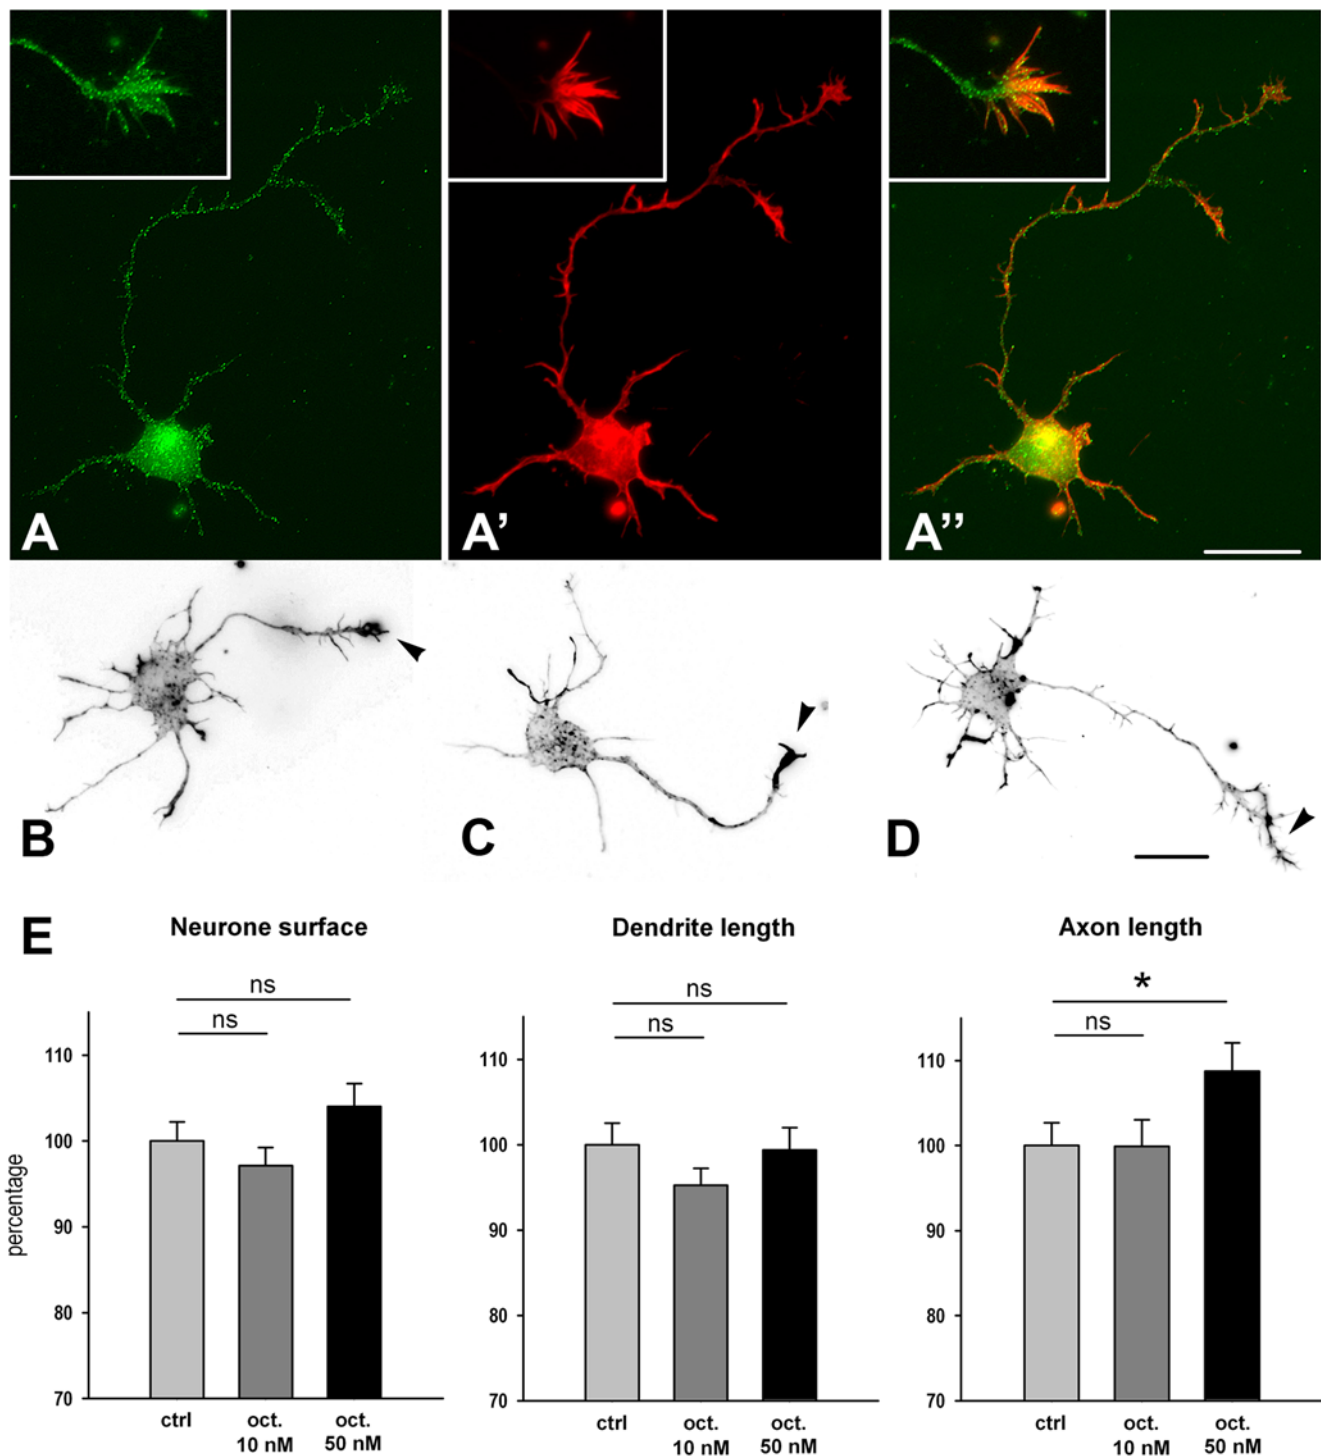 A
A'
A''
B
C
D
E
Neurone surface
Dendrite length
Axon length
ns
ns
ns
ns
*
ns
percentage
110
100
90
80
70
110
100
90
80
70
110
100
90
80
70
ctrl
oct.
10 nM
oct.
50 nM
ctrl
oct.
10 nM
oct.
50 nM
ctrl
oct.
10 nM
oct.
50 nM